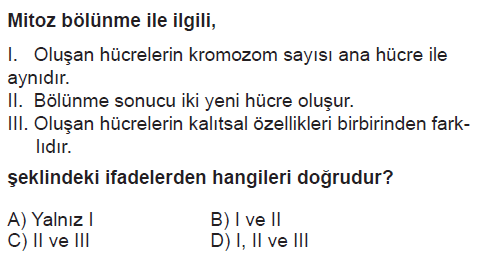 Mitoz bölünme ile ilgili,
I. Oluşan hücrelerin kromozom sayısı ana hücre ile
aynıdır.
II. Bölünme sonucu iki yeni hücre oluşur.
III. Oluşan hücrelerin kalıtsal özellikleri birbirinden fark-
lıdır.
şeklindeki ifadelerden hangileri doğrudur?
A) Yalnız I B) I ve II
C) II ve III D) I, II ve III